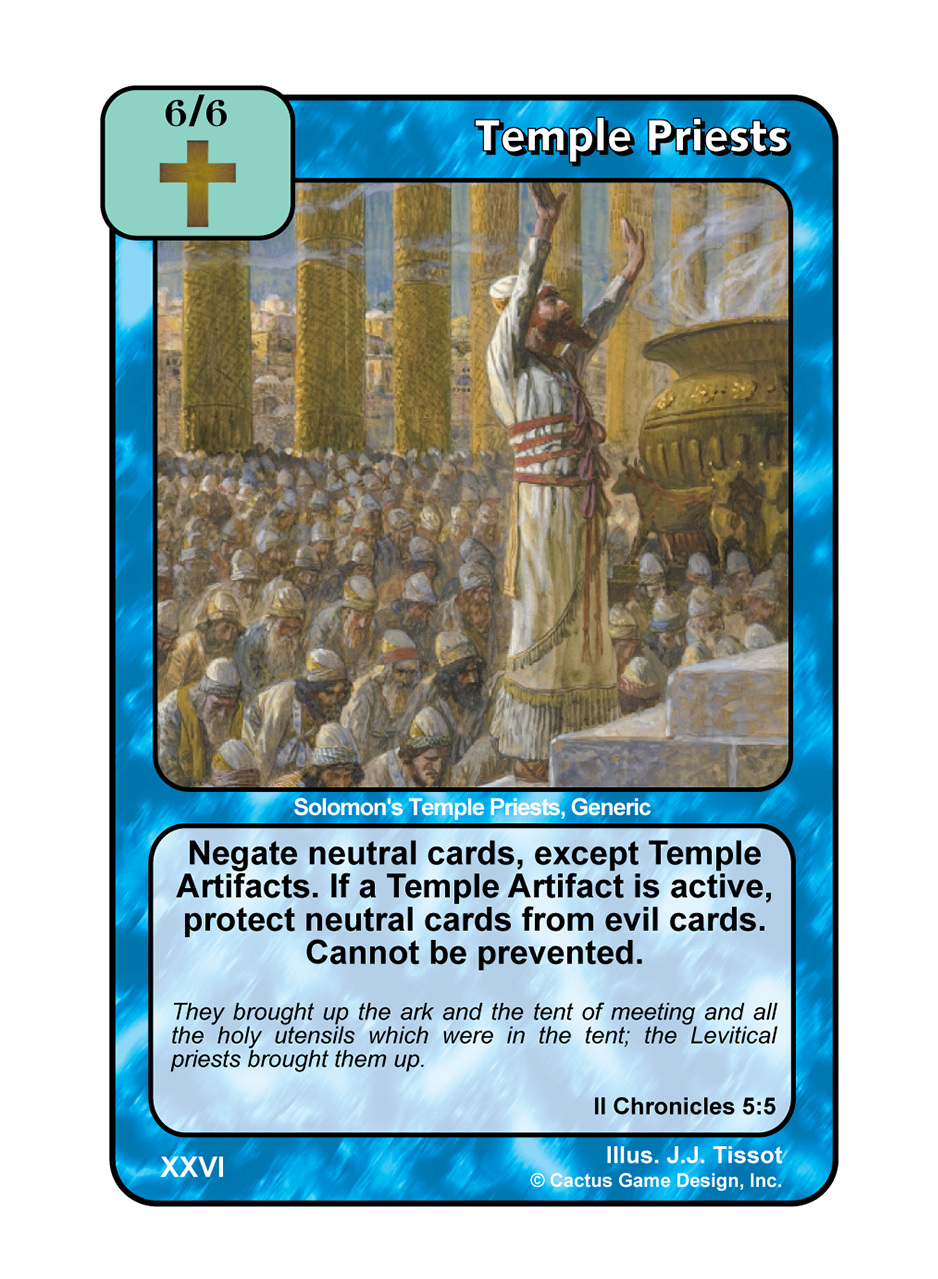 6/6
Temple Priests
Solomon's Temple Priests, Generic
Negate neutral cards, except Temple
Artifacts. If a Temple Artifact is active,
protect neutral cards from evil cards.
Cannot be prevented.
They brought up the ark and the tent of meeting and all
the holy utensils which were in the tent; the Levitical
priests brought them up.
II Chronicles 5:5
XXVI
Illus. J.J. Tissot
© Cactus Game Design, Inc.